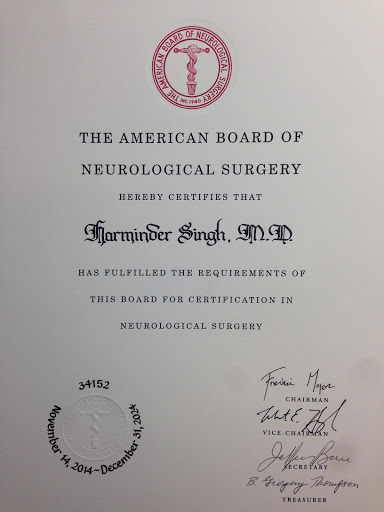 THE AMERICAN BOARD OF NEUROLOGICAL SURGERY
INC 1940
THE AMERICAN BOARD OF
NEUROLOGICAL SURGERY
HEREBY CERTIFIES THAT
Harminder Singh, M.D.
HAS FULFILLED THE REQUIREMENTS OF
THIS BOARD FOR CERTIFICATION IN
NEUROLOGICAL SURGERY
34152
November 14, 2014~December 31, 2024
CHAIRMAN
VICE-CHAIRMAN
SECRETARY
B. Gregory Thompson
TREASURER